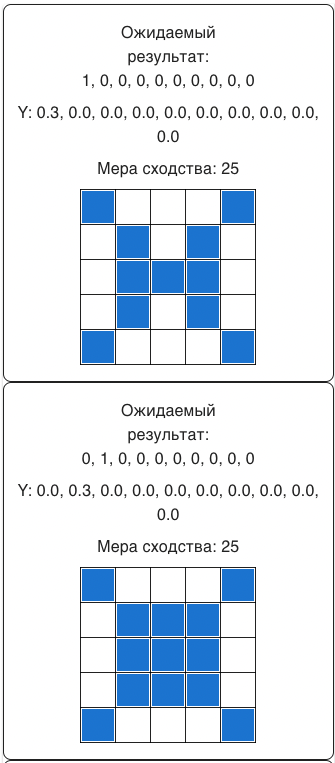 Ожидаемый
результат:
1, 0, 0, 0, 0, 0, 0, 0, 0, 0
Y: 0.3, 0.0, 0.0, 0.0, 0.0, 0.0, 0.0, 0.0, 0.0,
0.0
Мера сходства: 25
Ожидаемый
результат:
0, 1, 0, 0, 0, 0, 0, 0, 0, 0
Y: 0.0, 0.3, 0.0, 0.0, 0.0, 0.0, 0.0, 0.0, 0.0,
0.0
Мера сходства: 25